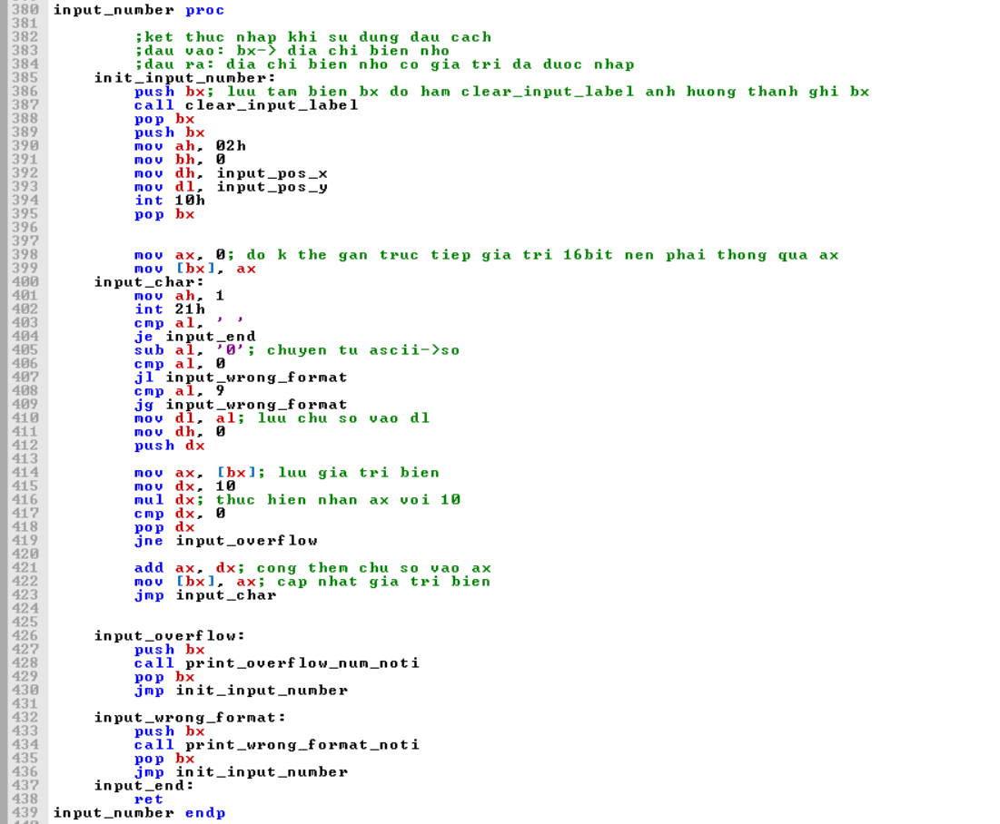 380 input_number proc
381
382 ;ket thuc nhap khi su dung dau cach
383 ;dau vao: bx-> dia chi bien nho
384 ;dau ra: dia chi bien nho co gia tri da duoc nhap
385 init_input_number:
386 push bx; luu tam bien bx do ham clear_input_label anh huong thanh ghi bx
387 call clear_input_label
388 pop bx
389 push bx
390 mov ah, 02h
391 mov bh, 0
392 mov dh, input_pos_x
393 mov dl, input_pos_y
394 int 10h
395 pop bx
396
397
398 mov ax, 0; do k the gan truc tiep gia tri 16bit nen phai thong qua ax
399 mov [bx], ax
400 input_char:
401 mov ah, 1
402 int 21h
403 cmp al, ' '
404 je input_end
405 sub al, '0'; chuyen tu ascii->so
406 cmp al, 0
407 jl input_wrong_format
408 cmp al, 9
409 jg input_wrong_format
410 mov dl, al; luu chu so vao dl
411 mov dh, 0
412 push dx
413
414 mov ax, [bx]; luu gia tri bien
415 mov dx, 10
416 mul dx; thuc hien nhan ax voi 10
417 cmp dx, 0
418 pop dx
419 jne input_overflow
420
421 add ax, dx; cong them chu so vao ax
422 mov [bx], ax; cap nhat gia tri bien
423 jmp input_char
424
425
426 input_overflow:
427 push bx
428 call print_overflow_num_noti
429 pop bx
430 jmp init_input_number
431
432 input_wrong_format:
433 push bx
434 call print_wrong_format_noti
435 pop bx
436 jmp init_input_number
437 input_end:
438 ret
439 input_number endp